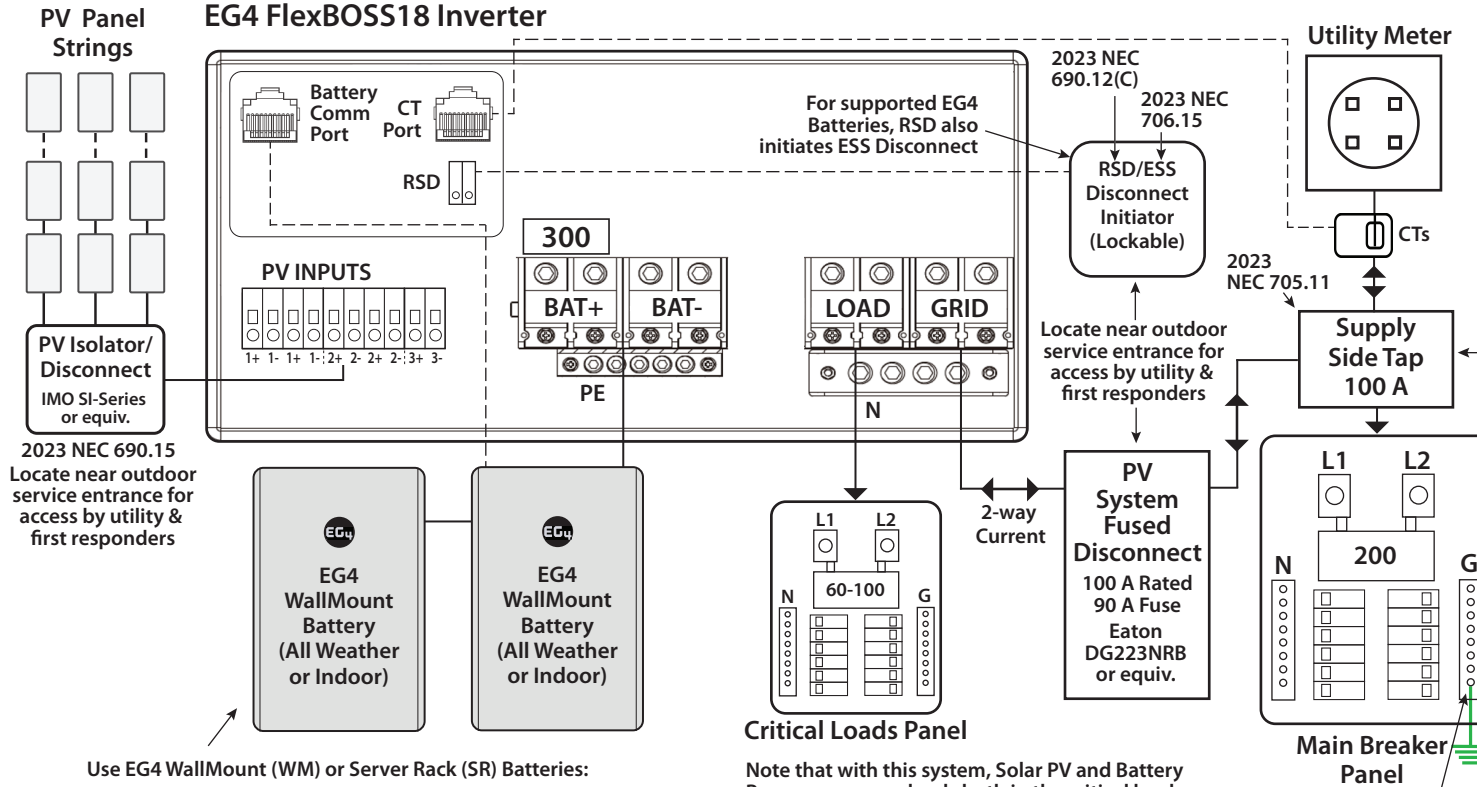 EG4 FlexBOSS18 Inverter
PV Panel
Strings
Battery
Comm
Port
CT
Port
RSD
PV INPUTS
1+ 1- 1+ 1- 2+ 2- 2+ 2- 3+ 3-
300
BAT+ BAT-
PE
LOAD GRID
N
For supported EG4
Batteries, RSD also
initiates ESS Disconnect
2023 NEC
690.12(C)
2023 NEC
706.15
RSD/ESS
Disconnect
Initiator
(Lockable)
Utility Meter
CTs
2023
NEC 705.11
Supply
Side Tap
100 A
Locate near outdoor
service entrance for
access by utility &
first responders
PV Isolator/
Disconnect
IMO SI-Series
or equiv.
2023 NEC 690.15
Locate near outdoor
service entrance for
access by utility &
first responders
EG4
EG4
WallMount
Battery
(All Weather
or Indoor)
EG4
EG4
WallMount
Battery
(All Weather
or Indoor)
L1 L2
60-100
N G
Critical Loads Panel
2-way
Current
PV
System
Fused
Disconnect
100 A Rated
90 A Fuse
Eaton
DG223NRB
or equiv.
L1 L2
200
N G
Main Breaker
Panel
Use EG4 WallMount (WM) or Server Rack (SR) Batteries:
Note that with this system, Solar PV and Battery